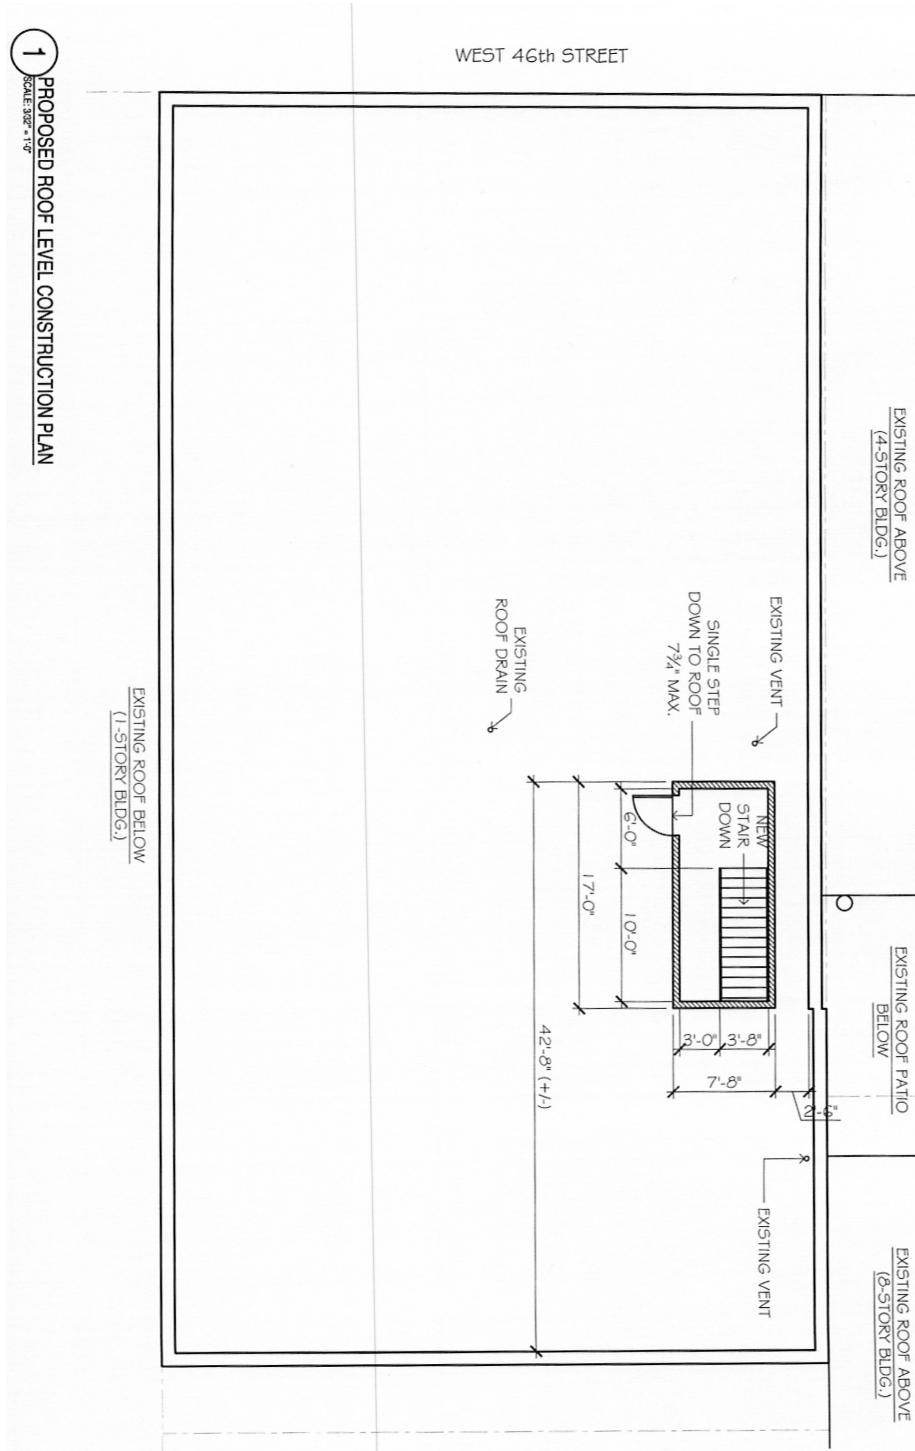 WEST 46th STREET
1
PROPOSED ROOF LEVEL CONSTRUCTION PLAN
SCALE: 3/32" = 1'-0"
EXISTING ROOF ABOVE
(4-STORY BLDG.)
EXISTING VENT
SINGLE STEP
DOWN TO ROOF
7¾" MAX.
EXISTING
ROOF DRAIN
NEW
STAIR
DOWN
6'-0"
10'-0"
17'-0"
42'-8" (+/-)
3'-0"
3'-8"
7'-8"
2'-6"
EXISTING ROOF PATIO
BELOW
EXISTING VENT
EXISTING ROOF ABOVE
(8-STORY BLDG.)
EXISTING ROOF BELOW
(1-STORY BLDG.)